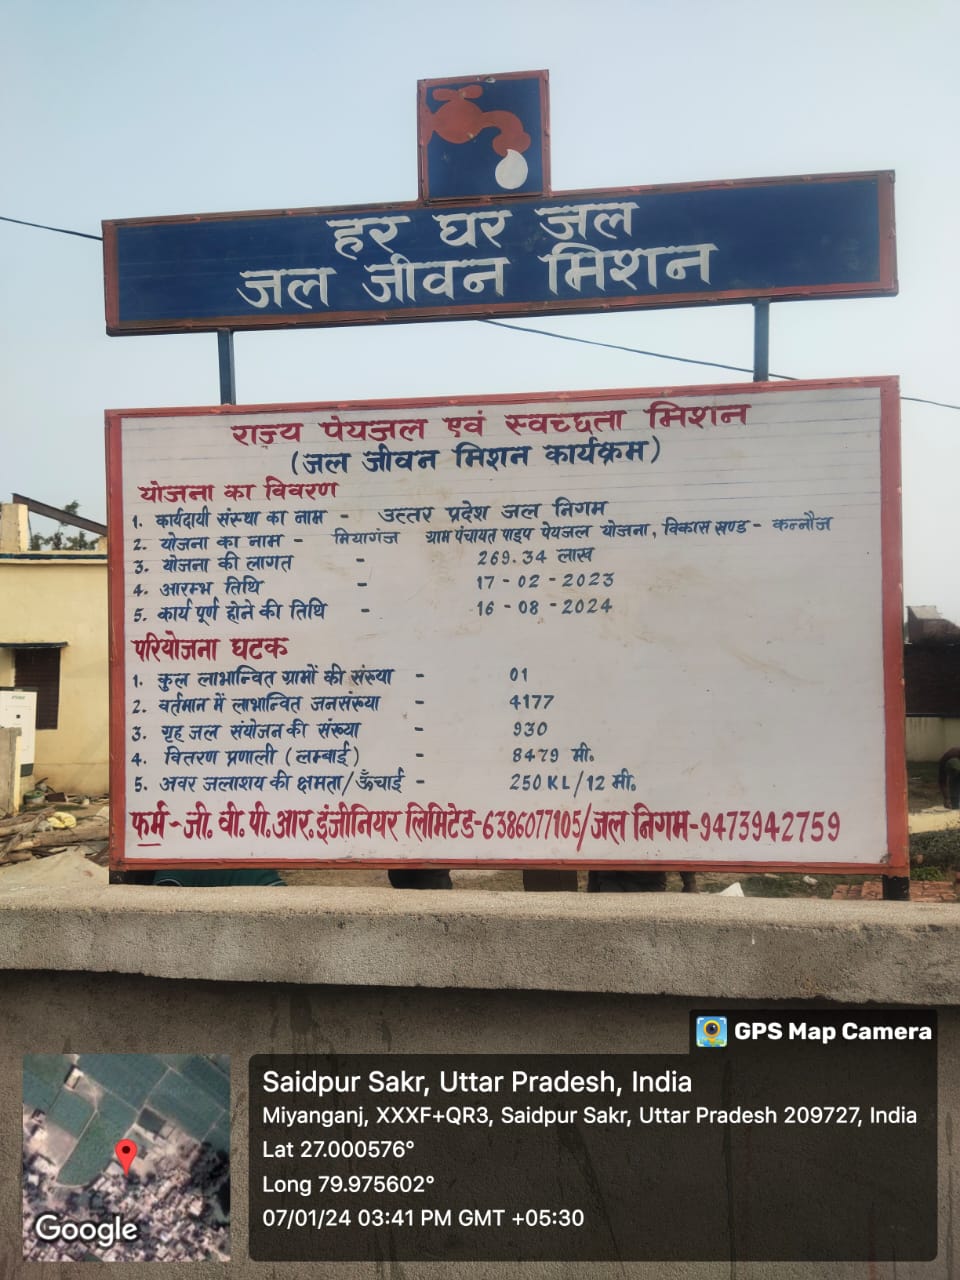 हर घर जल
जल जीवन मिशन
राज्य पेयजल एवं स्वच्छता मिशन
(जल जीवन मिशन कार्यक्रम)
योजना का विवरण
1. कार्यदायी संस्था का नाम - उत्तर प्रदेश जल निगम
2. योजना का नाम - मियागंज ग्राम पंचायत पाइप पेयजल योजना, विकास खण्ड - कन्नौज
3. योजना की लागत - 269.34 लाख
4. आरम्भ तिथि - 17-02-2023
5. कार्य पूर्ण होने की तिथि - 16-08-2024
परियोजना घटक
1. कुल लाभान्वित ग्रामों की संख्या - 01
2. वर्तमान में लाभान्वित जनसंख्या - 4177
3. गृह जल संयोजन की संख्या - 930
4. वितरण प्रणाली (लम्बाई) - 8479 मी.
5. अवर जलाशय की क्षमता/ऊँचाई - 250 KL/12 मी.
फर्म - जी. वी. पी. आर. इंजीनियर लिमिटेड-6386077105/जल निगम-9473942759
GPS Map Camera
Saidpur Sakr, Uttar Pradesh, India
Miyanganj, XXXF+QR3, Saidpur Sakr, Uttar Pradesh 209727, India
Lat 27.000576°
Long 79.975602°
07/01/24 03:41 PM GMT +05:30
Google